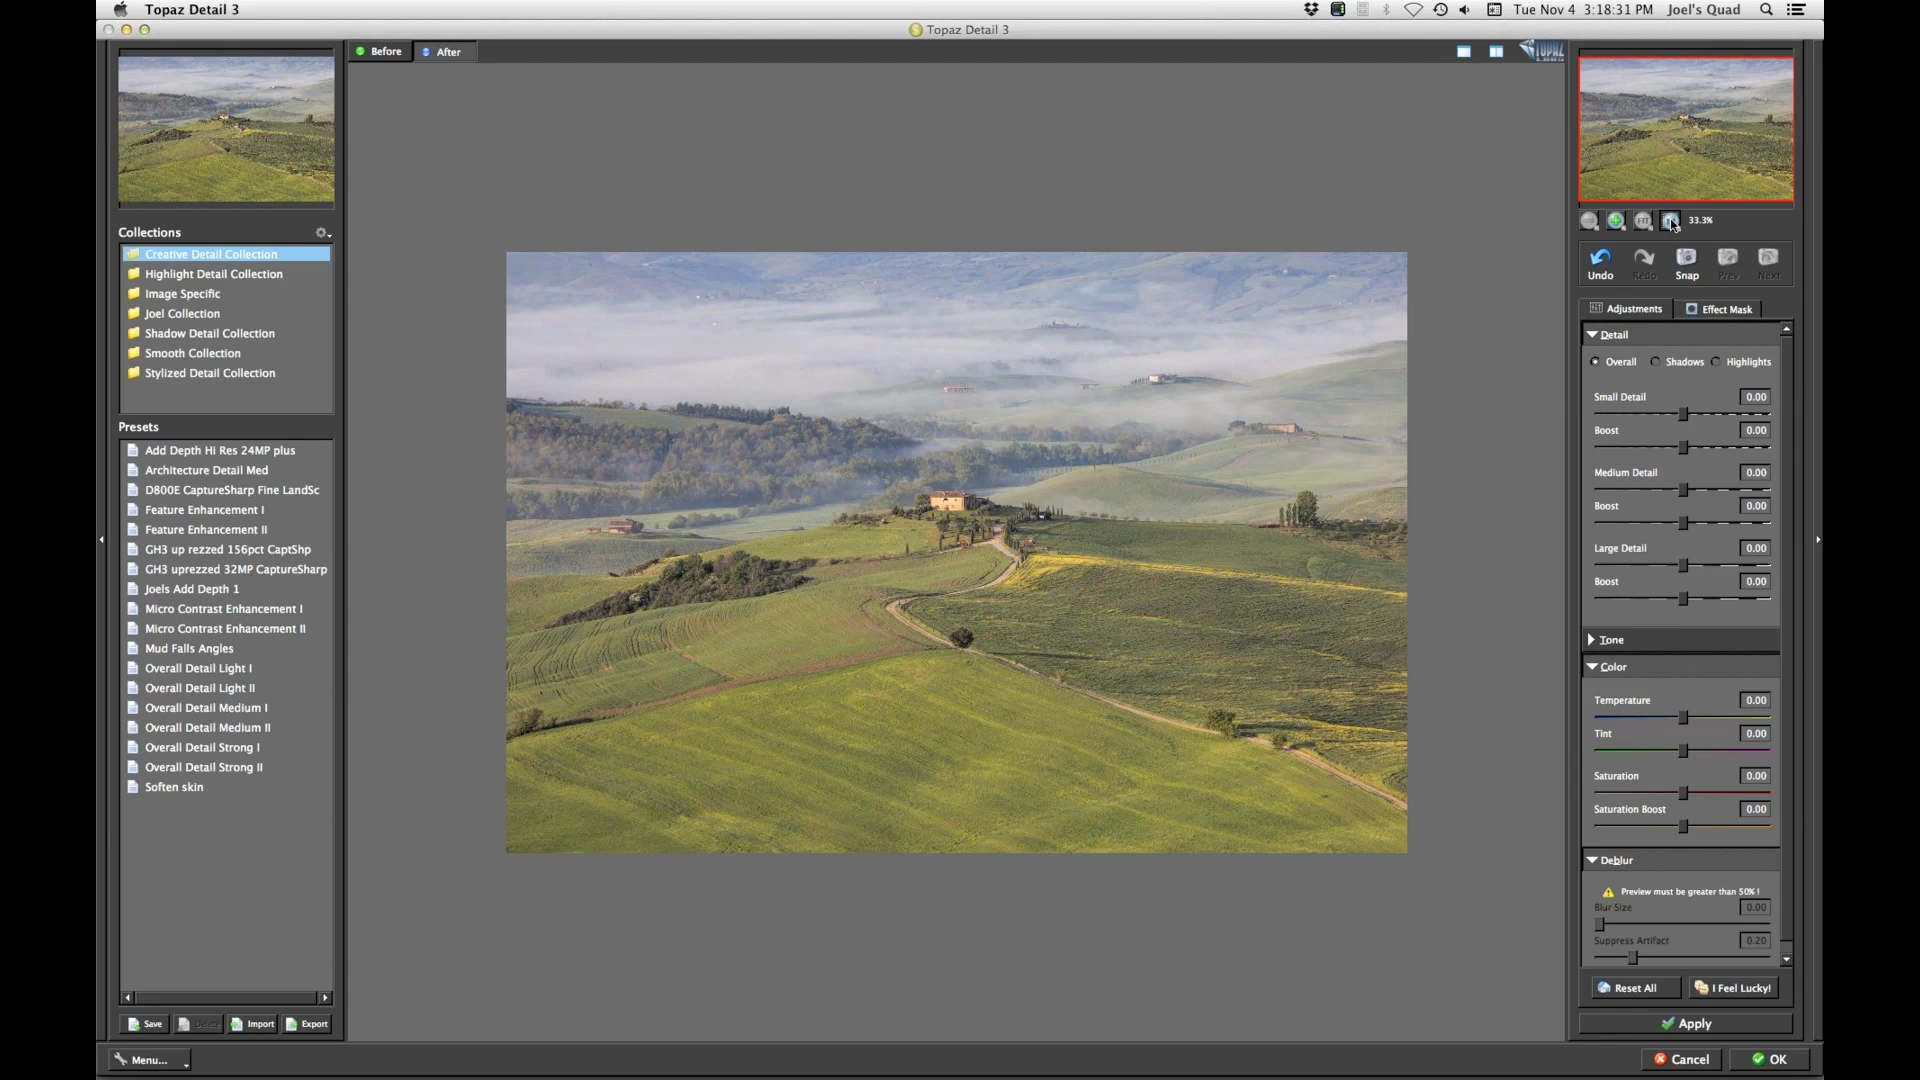 Topaz Detail 3
Tue Nov 4 3:18:31 PM Joel's Quad
Topaz Detail 3
Before
After
TOPAZ
LABS
Collections
Creative Detail Collection
Highlight Detail Collection
Image Specific
Joel Collection
Shadow Detail Collection
Smooth Collection
Stylized Detail Collection
Presets
Add Depth Hi Res 24MP plus
Architecture Detail Med
D800E CaptureSharp Fine LandSc
Feature Enhancement I
Feature Enhancement II
GH3 up rezzed 156pct CaptShp
GH3 uprezzed 32MP CaptureSharp
Joels Add Depth 1
Micro Contrast Enhancement I
Micro Contrast Enhancement II
Mud Falls Angles
Overall Detail Light I
Overall Detail Light II
Overall Detail Medium I
Overall Detail Medium II
Overall Detail Strong I
Overall Detail Strong II
Soften skin
Save
Delete
Import
Export
Menu...
FIT
33.3%
Undo
Redo
Snap
Prev
Next
Adjustments
Effect Mask
Detail
Overall Shadows Highlights
Small Detail 0.00
Boost 0.00
Medium Detail 0.00
Boost 0.00
Large Detail 0.00
Boost 0.00
Tone
Color
Temperature 0.00
Tint 0.00
Saturation 0.00
Saturation Boost 0.00
Deblur
Preview must be greater than 50% !
Blur Size 0.00
Suppress Artifact 0.20
Reset All
I Feel Lucky!
Apply
Cancel
OK